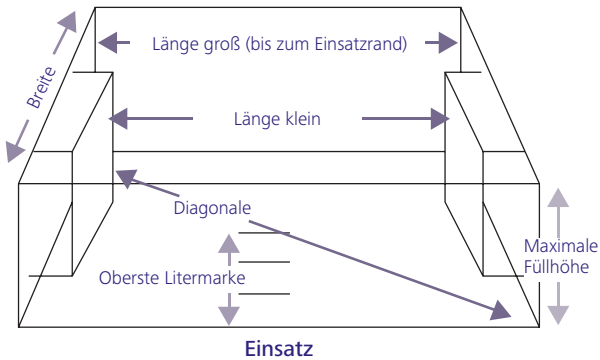 Länge groß (bis zum Einsatzrand)
Breite
Länge klein
Diagonale
Maximale
Füllhöhe
Oberste Litermarke
Einsatz